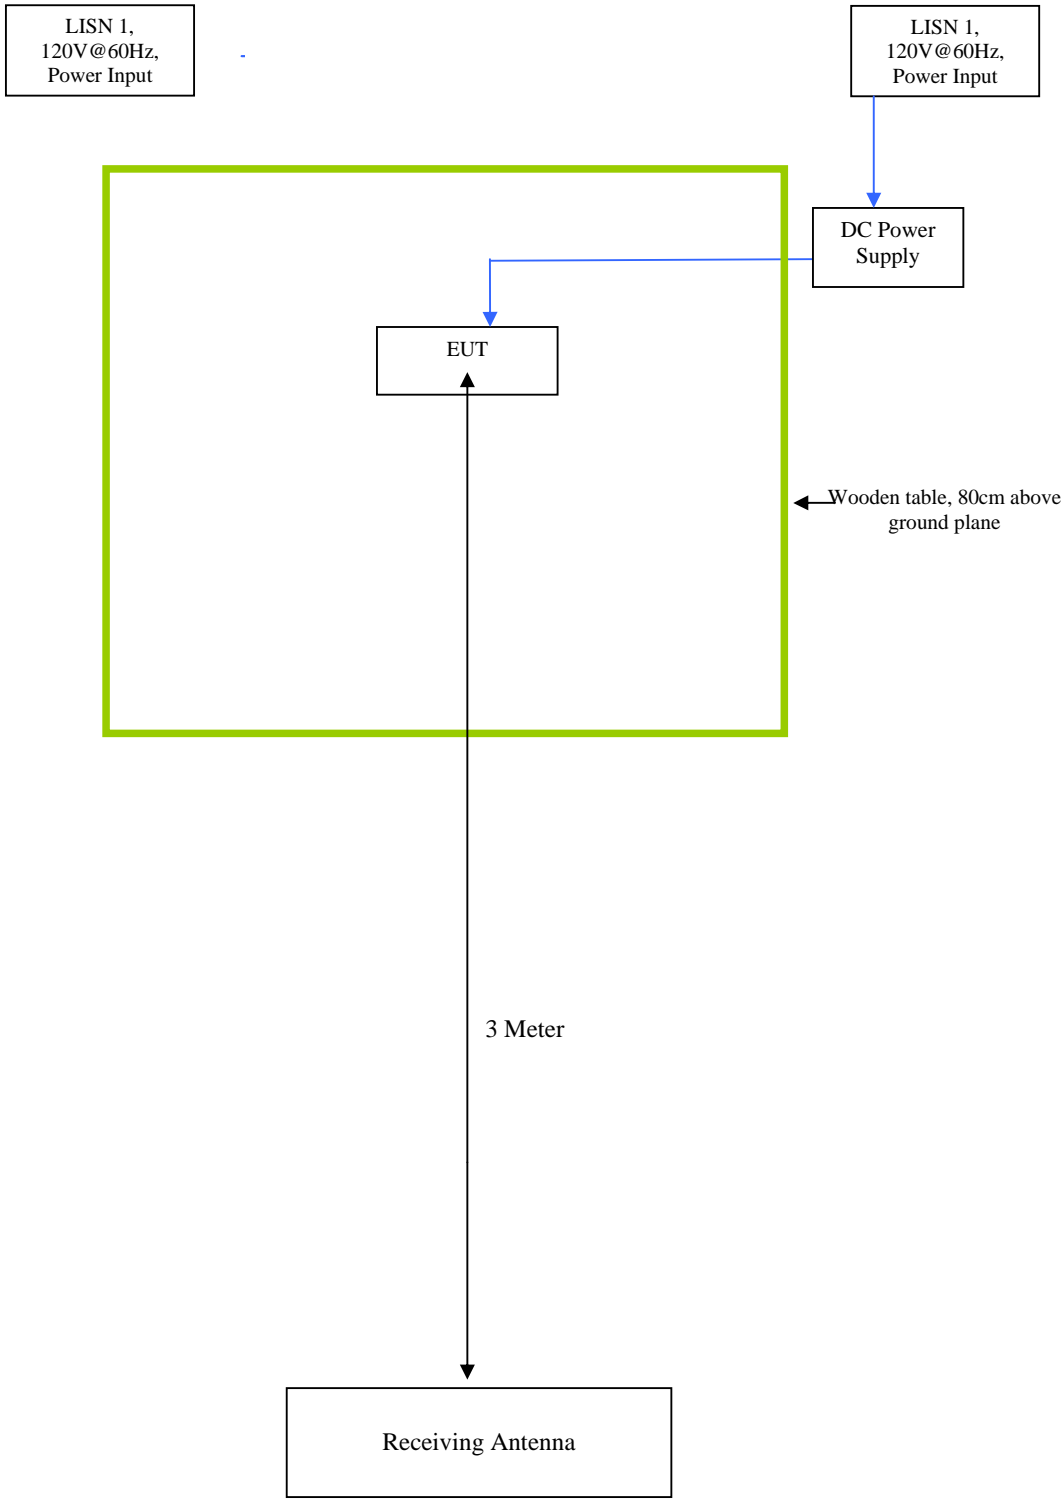 LISN 1,
120V@60Hz,
Power Input
LISN 1,
120V@60Hz,
Power Input
DC Power
Supply
EUT
Wooden table, 80cm above
ground plane
3 Meter
Receiving Antenna